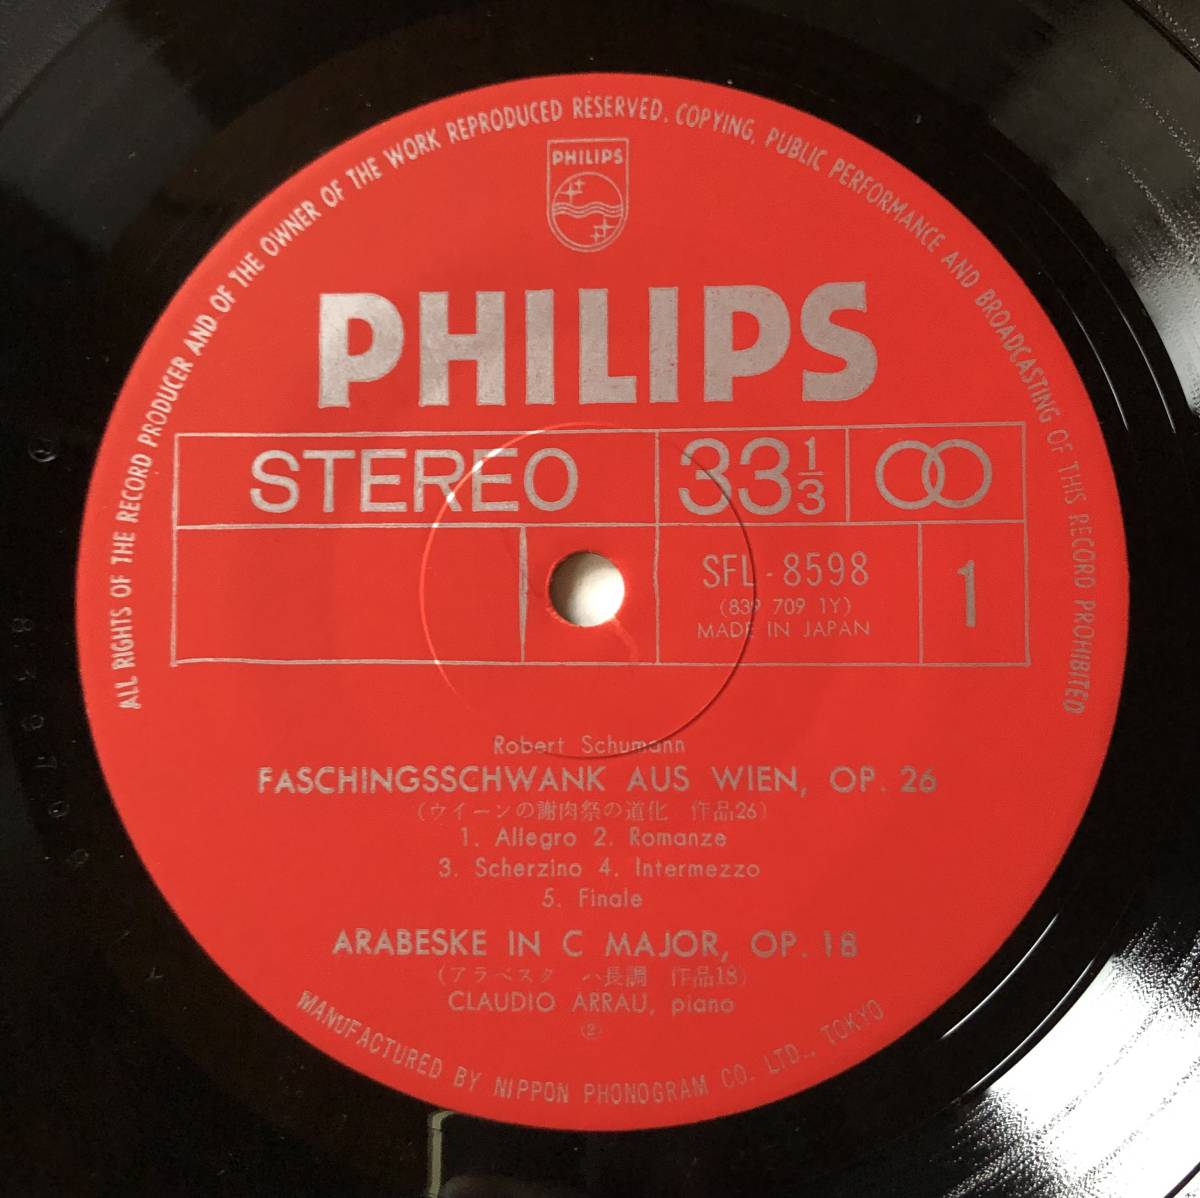 ALL RIGHTS OF THE RECORD PRODUCER AND OF THE OWNER OF THE WORK REPRODUCED RESERVED. COPYING, PUBLIC PERFORMANCE AND BROADCASTING OF THIS RECORD PROHIBITED
PHILIPS
PHILIPS
STEREO 33 1/3
SFL-8598
(839 709 1Y)
MADE IN JAPAN
1
Robert Schumann
FASCHINGSSCHWANK AUS WIEN, OP. 26
(ウイーンの謝肉祭の道化 作品26)
1. Allegro 2. Romanze
3. Scherzino 4. Intermezzo
5. Finale
ARABESKE IN C MAJOR, OP. 18
(アラベスク ハ長調 作品18)
CLAUDIO ARRAU, piano
(2)
MANUFACTURED BY NIPPON PHONOGRAM CO. LTD., TOKYO